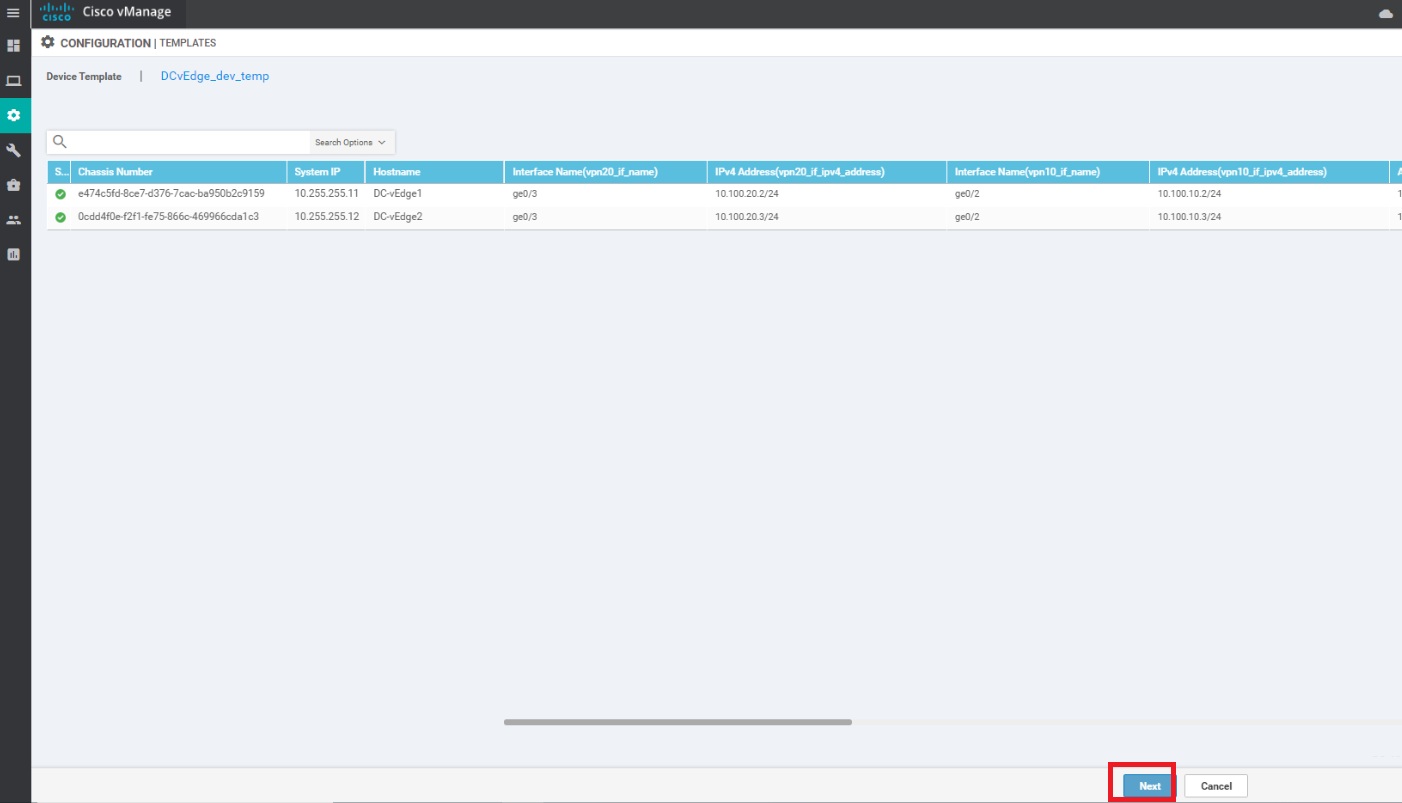 cisco Cisco vManage
CONFIGURATION | TEMPLATES
Device Template | DCvEdge_dev_temp
Search Options
S... Chassis Number System IP Hostname Interface Name(vpn20_if_name) IPv4 Address(vpn20_if_ipv4_address) Interface Name(vpn10_if_name) IPv4 Address(vpn10_if_ipv4_address) A
e474c5fd-8ce7-d376-7cac-ba950b2c9159 10.255.255.11 DC-vEdge1 ge0/3 10.100.20.2/24 ge0/2 10.100.10.2/24 1
0cdd4f0e-f2f1-fe75-866c-469966cda1c3 10.255.255.12 DC-vEdge2 ge0/3 10.100.20.3/24 ge0/2 10.100.10.3/24 1
Next Cancel